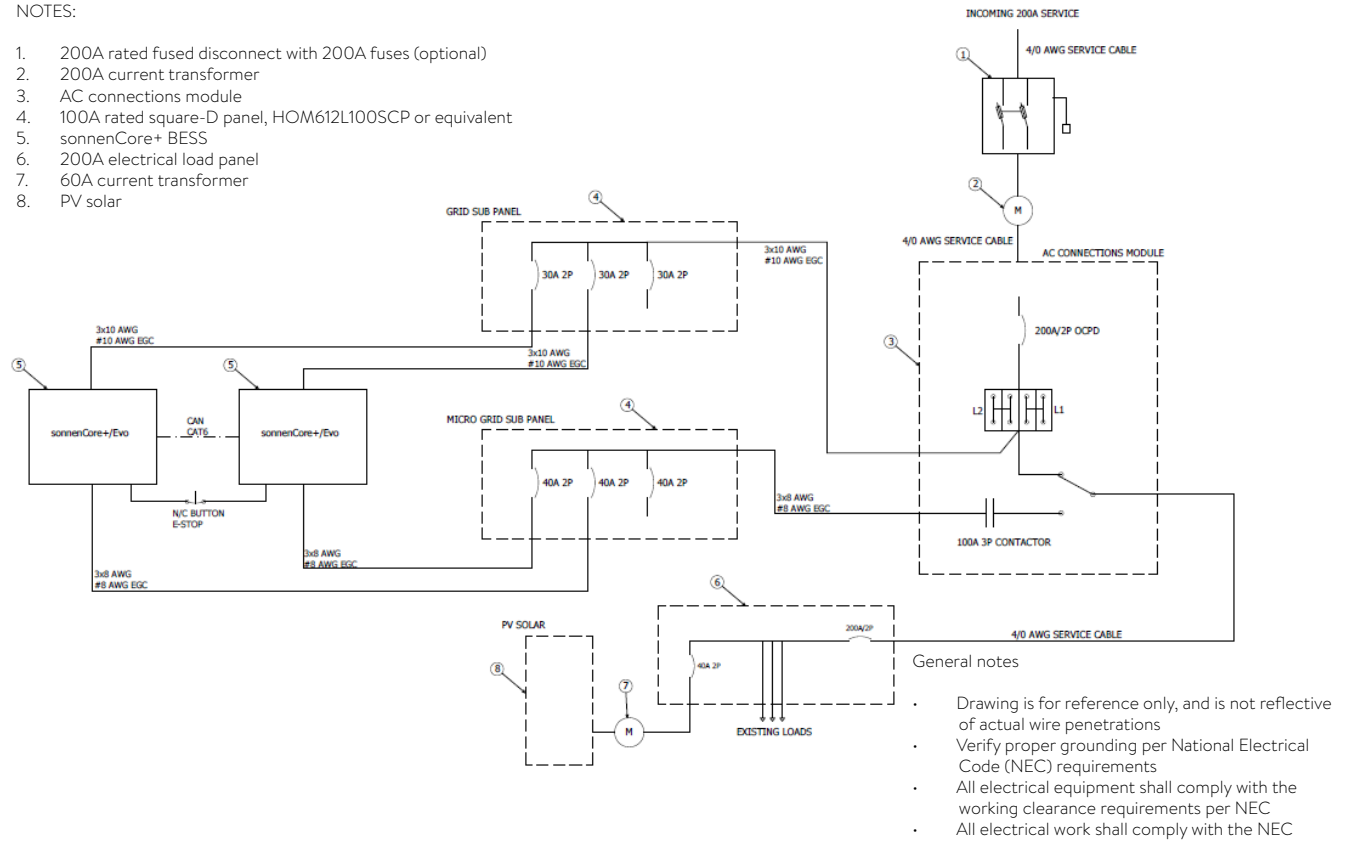 NOTES:
1. 200A rated fused disconnect with 200A fuses (optional)
2. 200A current transformer
3. AC connections module
4. 100A rated square-D panel, HOM612L100SCP or equivalent
5. sonnenCore+ BESS
6. 200A electrical load panel
7. 60A current transformer
8. PV solar
INCOMING 200A SERVICE
4/0 AWG SERVICE CABLE
1
2
M
4/0 AWG SERVICE CABLE
AC CONNECTIONS MODULE
3
200A/2P OCPD
L2
L1
100A 3P CONTACTOR
GRID SUB PANEL
4
30A 2P
30A 2P
30A 2P
3x10 AWG
#10 AWG EGC
3x10 AWG
#10 AWG EGC
3x10 AWG
#10 AWG EGC
5
5
sonnenCore+/Evo
CAN
CAT6
sonnenCore+/Evo
N/C BUTTON
E-STOP
MICRO GRID SUB PANEL
4
40A 2P
40A 2P
40A 2P
3x8 AWG
#8 AWG EGC
3x8 AWG
#8 AWG EGC
3x8 AWG
#8 AWG EGC
6
200A/2P
40A 2P
4/0 AWG SERVICE CABLE
EXISTING LOADS
PV SOLAR
8
7
M
General notes
• Drawing is for reference only, and is not reflective
of actual wire penetrations
• Verify proper grounding per National Electrical
Code (NEC) requirements
• All electrical equipment shall comply with the
working clearance requirements per NEC
• All electrical work shall comply with the NEC